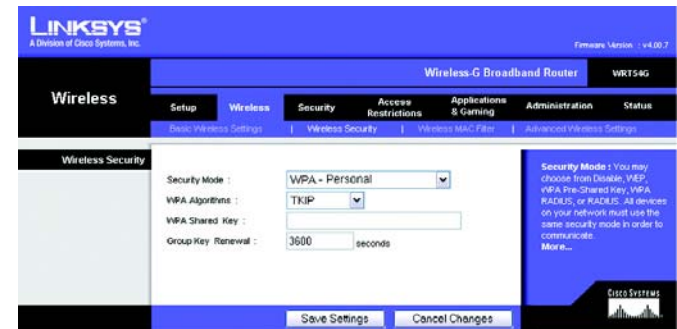 LINKSYS®
A Division of Cisco Systems, Inc.
Firmware Version : v4.00.7
Wireless-G Broadband Router
WRT54G
Wireless
Setup
Wireless
Security
Access Restrictions
Applications & Gaming
Administration
Status
Basic Wireless Settings | Wireless Security | Wireless MAC Filter | Advanced Wireless Settings
Wireless Security
Security Mode :
WPA - Personal
WPA Algorithms :
TKIP
WPA Shared Key :
Group Key Renewal :
3600
seconds
Security Mode : You may
choose from Disable, WEP,
WPA Pre-Shared Key, WPA
RADIUS, or RADIUS. All devices
on your network must use the
same security mode in order to
communicate.
More...
CISCO SYSTEMS
Save Settings
Cancel Changes